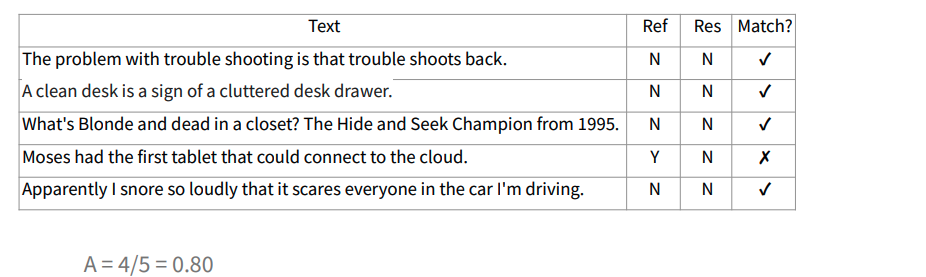 Text Ref Res Match?
The problem with trouble shooting is that trouble shoots back. N N ✓
A clean desk is a sign of a cluttered desk drawer. N N ✓
What's Blonde and dead in a closet? The Hide and Seek Champion from 1995. N N ✓
Moses had the first tablet that could connect to the cloud. Y N ✗
Apparently I snore so loudly that it scares everyone in the car I'm driving. N N ✓
A = 4/5 = 0.80